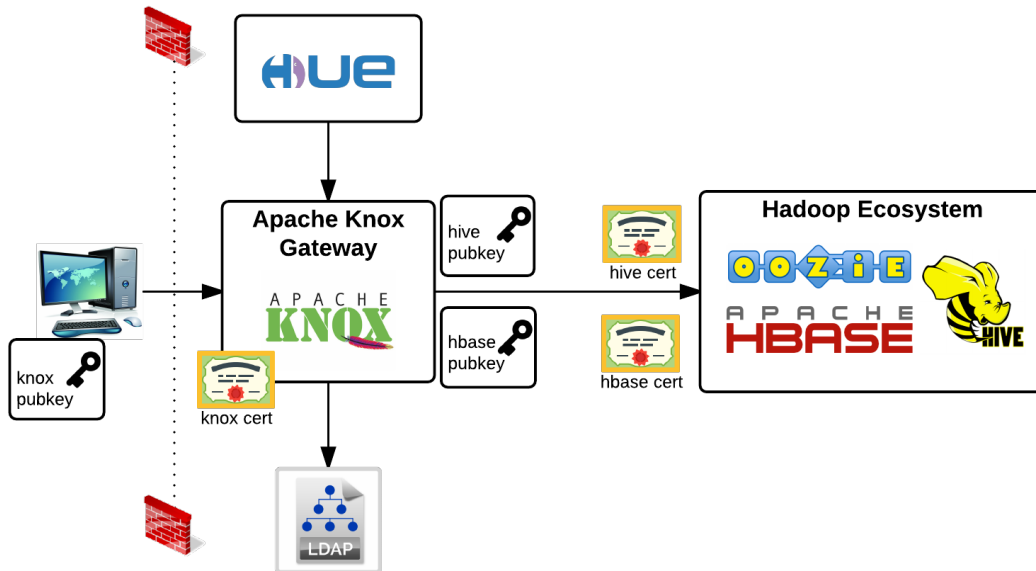 HUE
Apache Knox
Gateway
APACHE
KNOX
hive
pubkey
hbase
pubkey
knox
pubkey
knox cert
hive cert
hbase cert
Hadoop Ecosystem
OOZiE
APACHE
HBASE
HIVE
LDAP